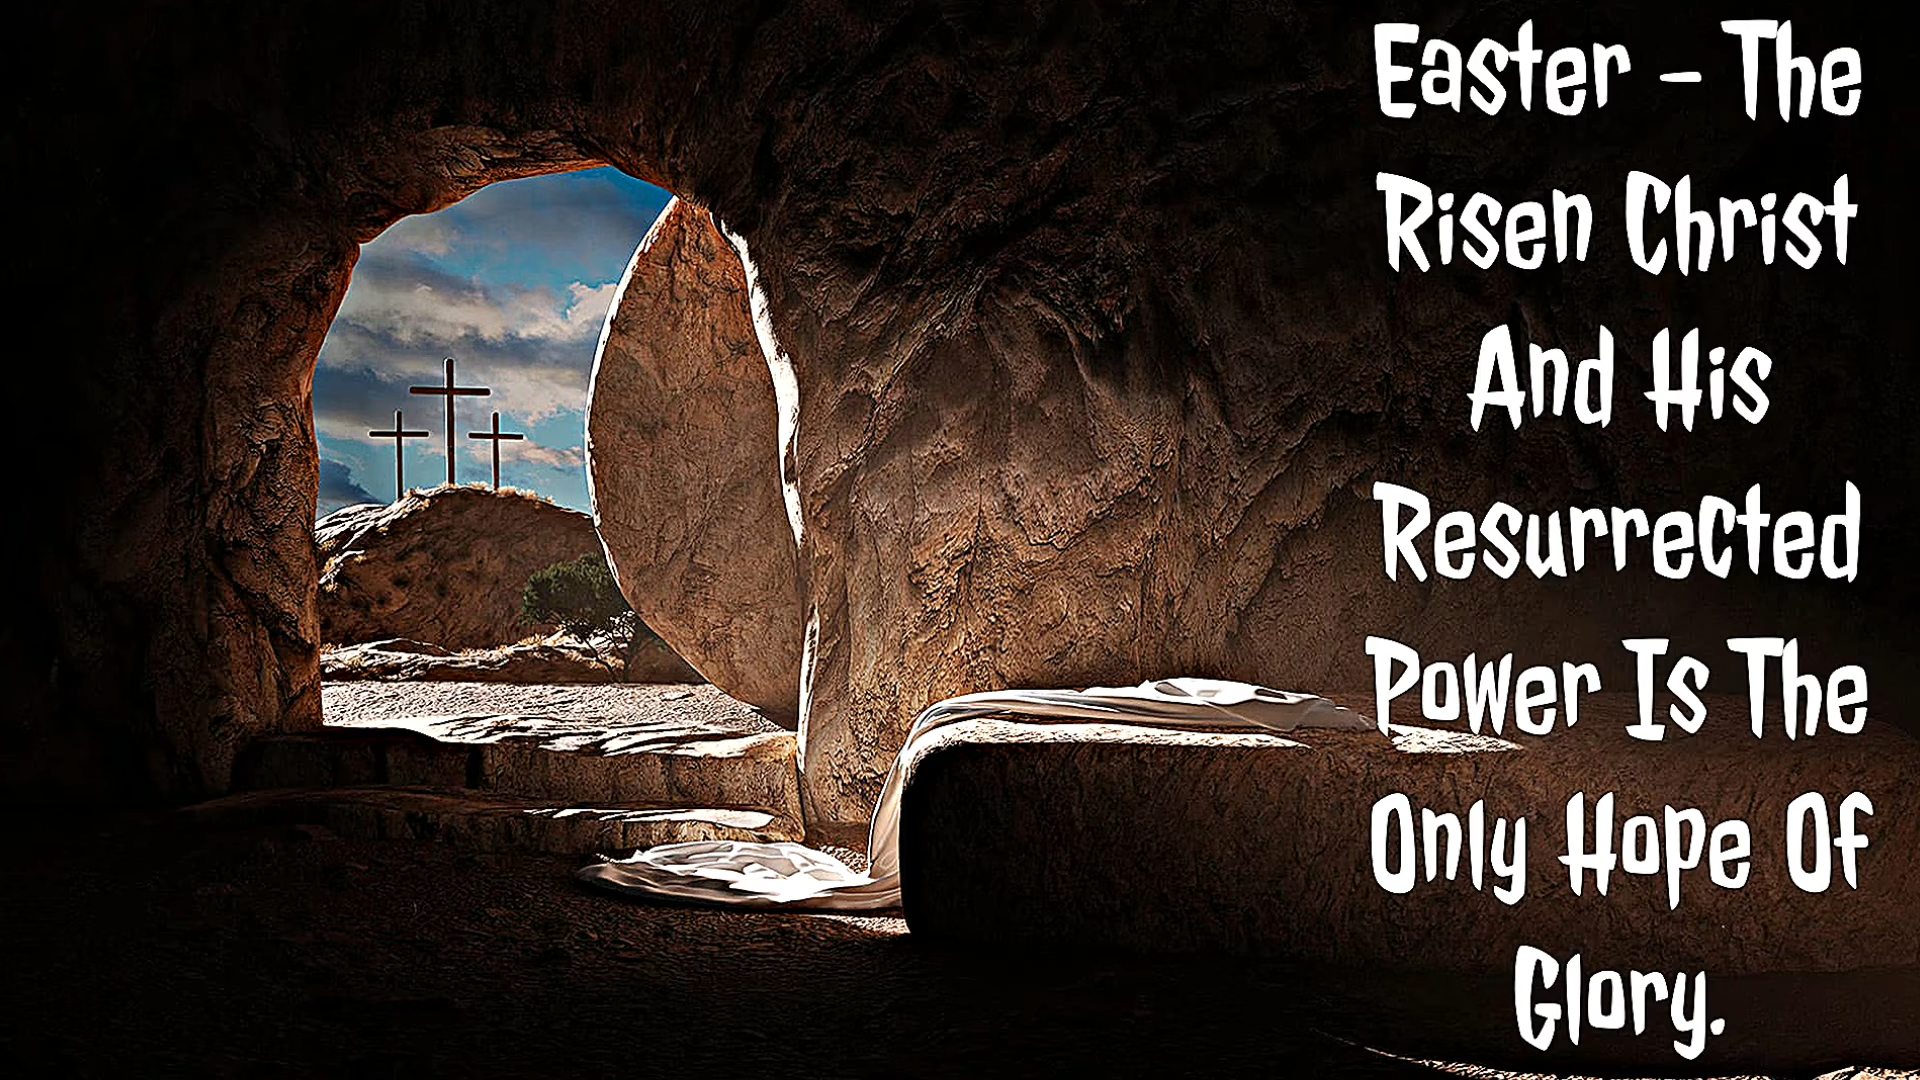 Easter - The
Risen Christ
And His
Resurrected
Power Is The
Only Hope Of
Glory.